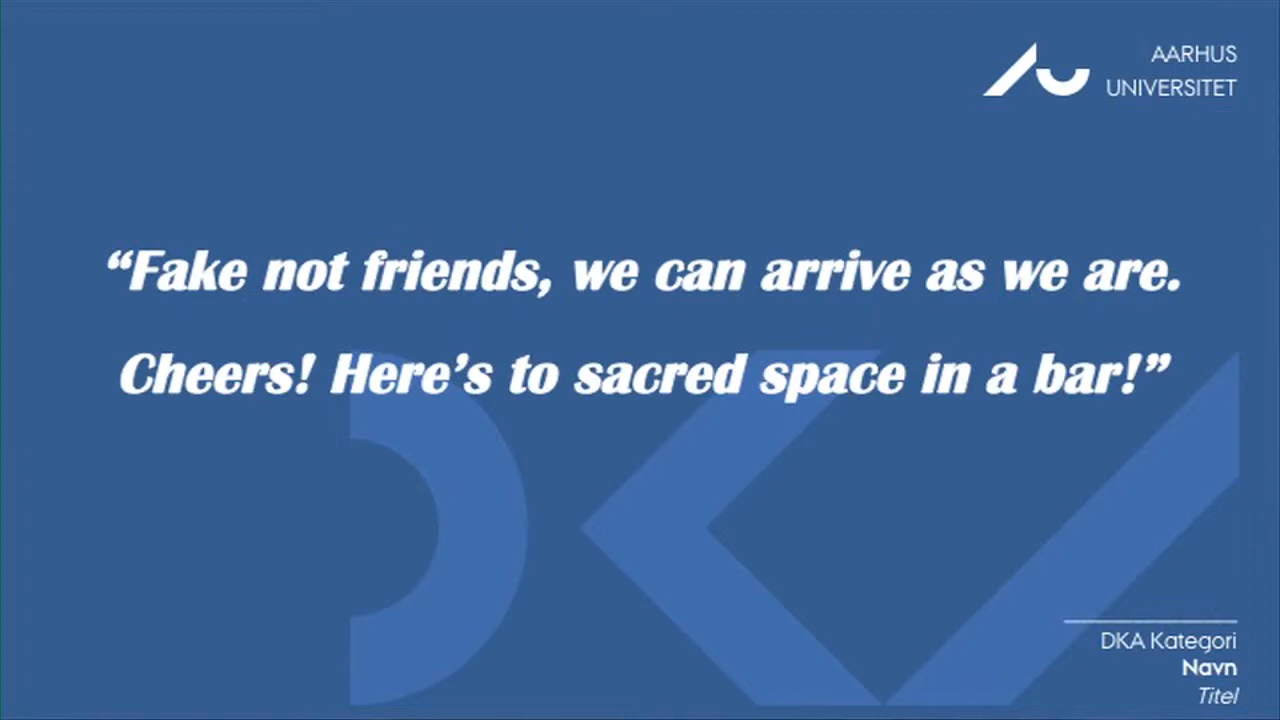 AARHUS
UNIVERSITET
“Fake not friends, we can arrive as we are.
Cheers! Here’s to sacred space in a bar!”
DKA
DKA Kategori
Navn
Titel